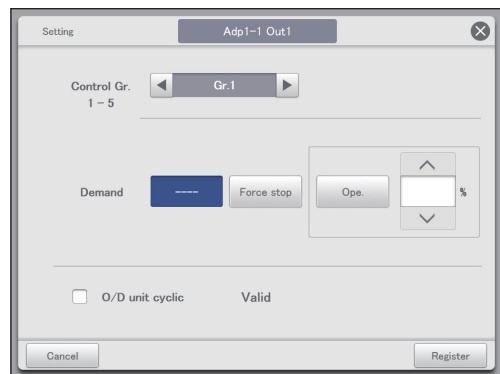 Setting
Adp1-1 Out1
Control Gr.
1 - 5
Gr.1
Demand
----
Force stop
Ope.
%
O/D unit cyclic
Valid
Cancel
Register